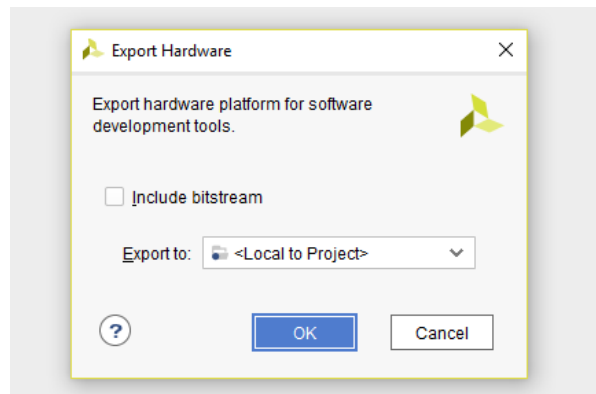 Export Hardware
Export hardware platform for software
development tools.
Include bitstream
Export to: <Local to Project>
?
OK Cancel